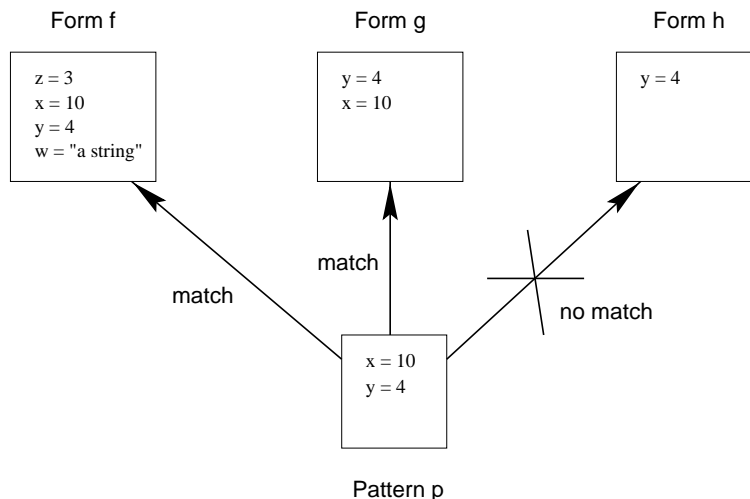 Form f
Form g
Form h
z = 3
x = 10
y = 4
w = "a string"
y = 4
x = 10
y = 4
match
match
no match
x = 10
y = 4
Pattern p